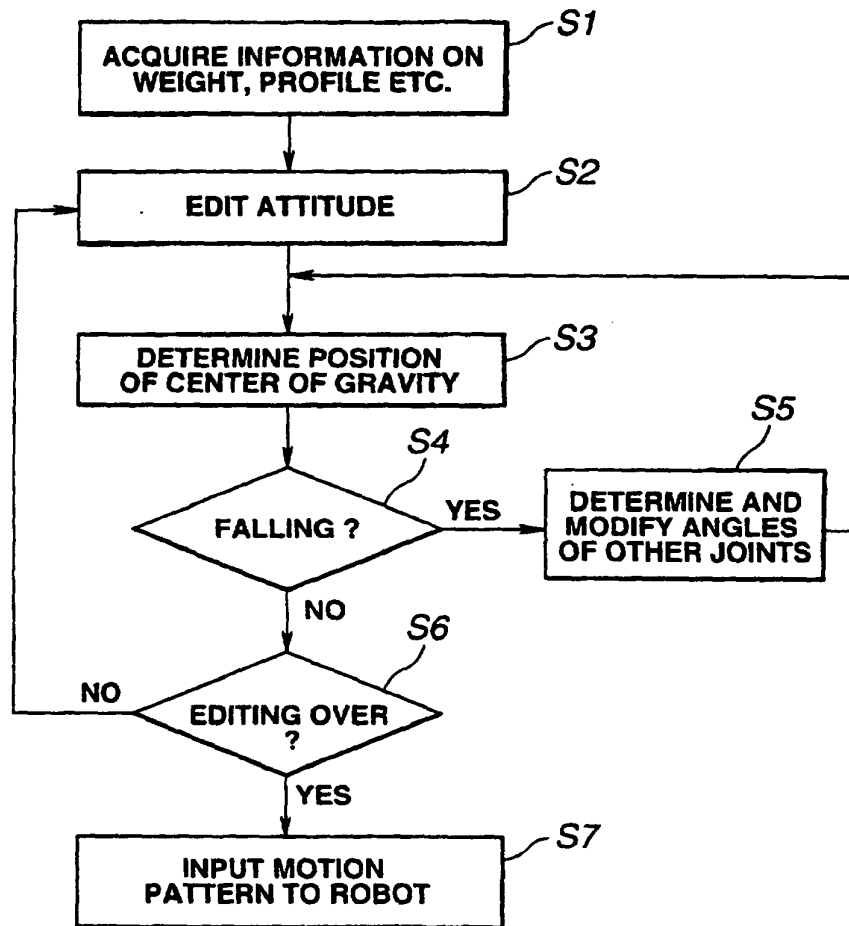 S1
ACQUIRE INFORMATION ON
WEIGHT, PROFILE ETC.
S2
EDIT ATTITUDE
S3
DETERMINE POSITION
OF CENTER OF GRAVITY
S4
FALLING ?
YES
S5
DETERMINE AND
MODIFY ANGLES
OF OTHER JOINTS
NO
S6
EDITING OVER
?
NO
YES
S7
INPUT MOTION
PATTERN TO ROBOT